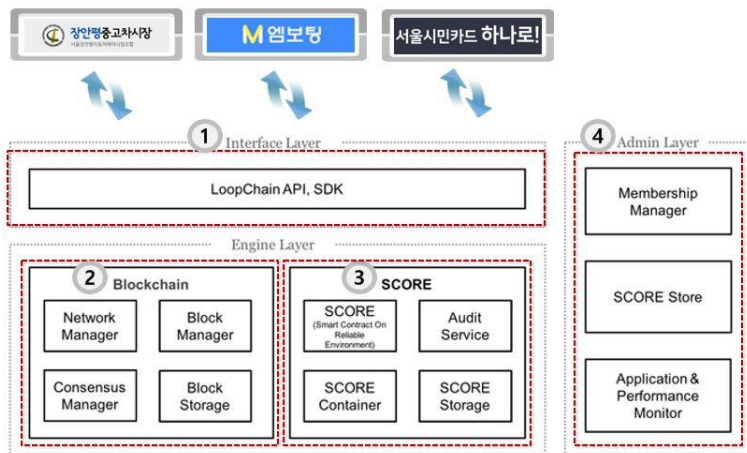 장안평중고차시장
M 엠보팅
서울시민카드 하나로!
1
Interface Layer
LoopChain API, SDK
4
Admin Layer
Membership
Manager
SCORE Store
Application &
Performance
Monitor
Engine Layer
2
Blockchain
Network
Manager
Block
Manager
Consensus
Manager
Block
Storage
3
SCORE
SCORE
(Smart Contract On
Reliable
Environment)
Audit
Service
SCORE
Container
SCORE
Storage